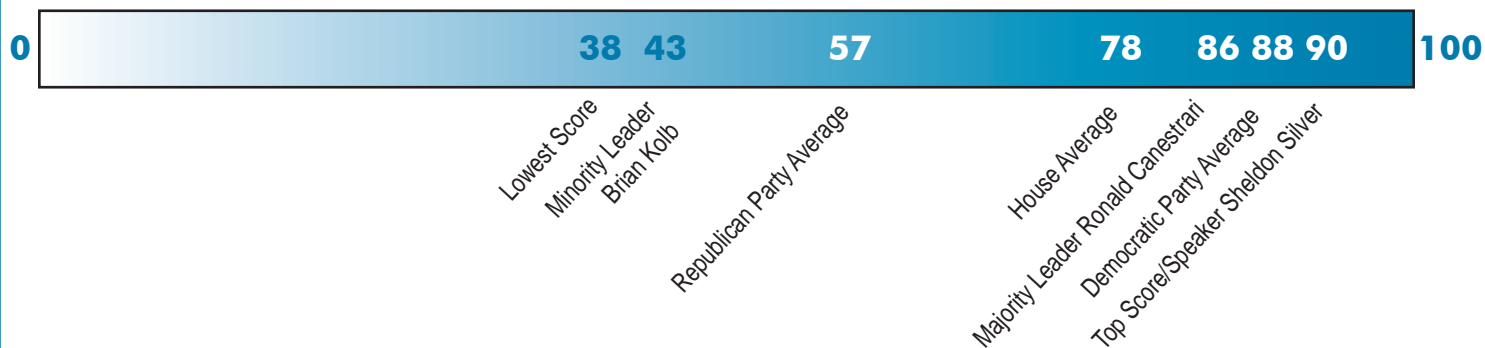 0 38 43 57 78 86 88 90 100
Lowest Score
Minority Leader
Brian Kolb
Republican Party Average
House Average
Majority Leader Ronald Canestrari
Democratic Party Average
Top Score/Speaker Sheldon Silver